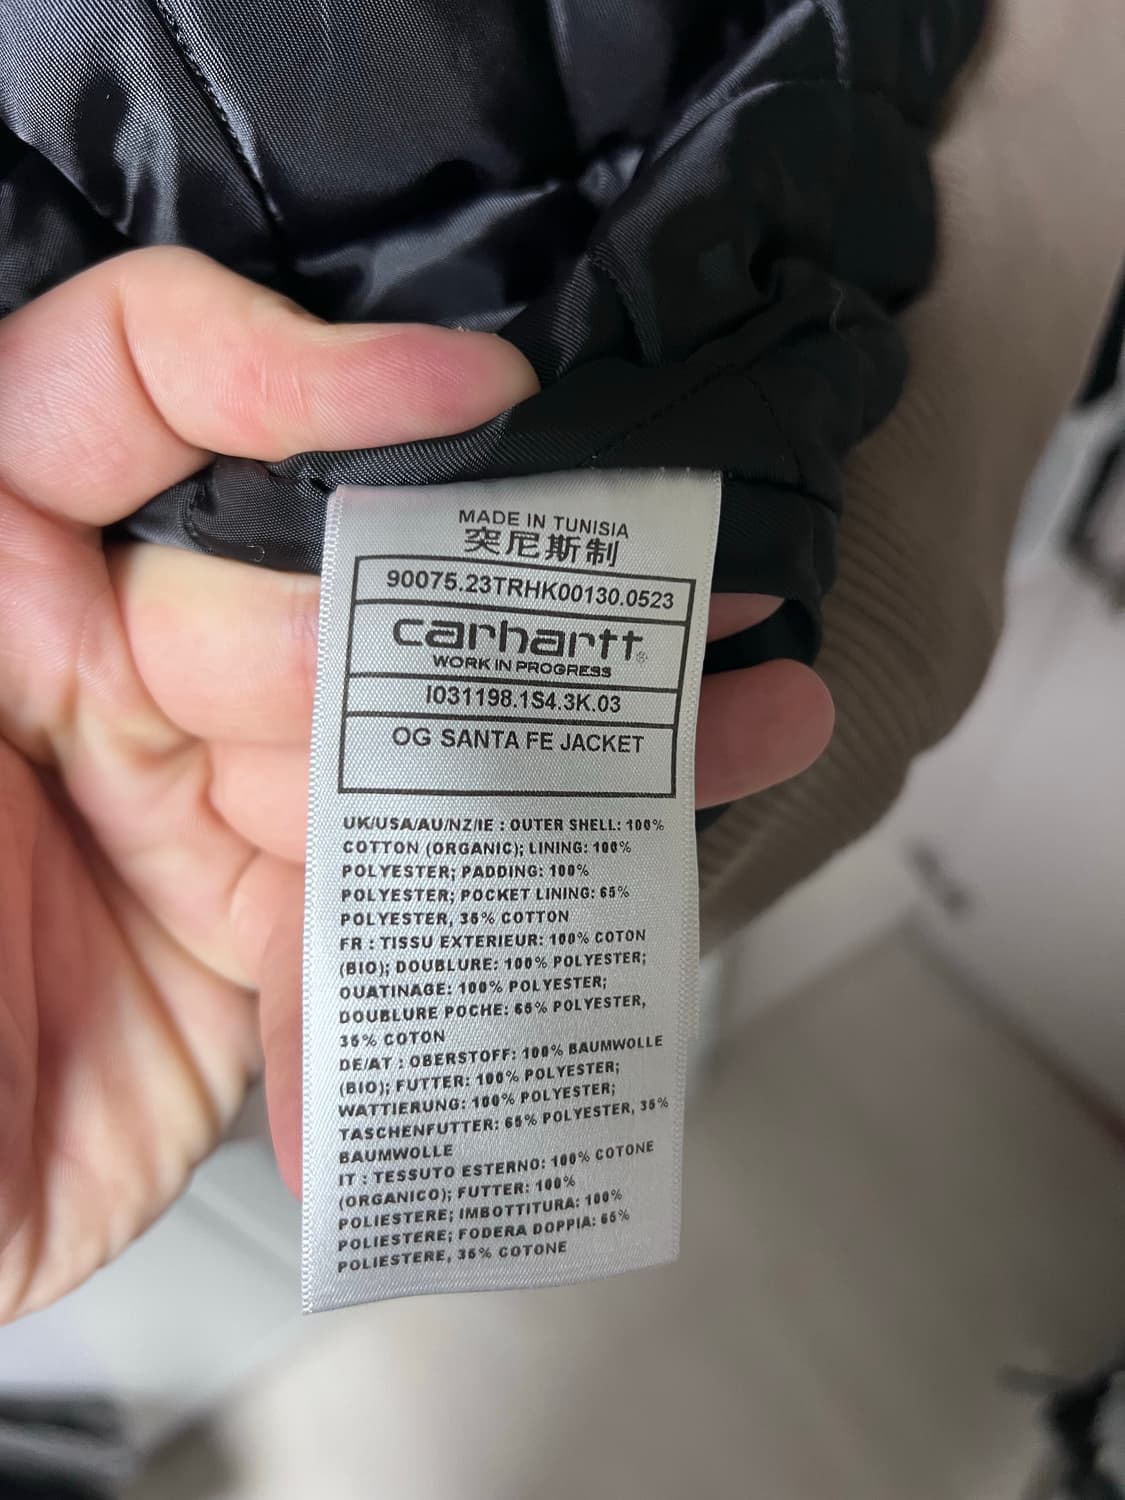 MADE IN TUNISIA
突尼斯制
90075.23TRHK00130.0523
carhartt®
WORK IN PROGRESS
I031198.1S4.3K.03
OG SANTA FE JACKET
UK/USA/AU/NZ/IE : OUTER SHELL: 100%
COTTON (ORGANIC); LINING: 100%
POLYESTER; PADDING: 100%
POLYESTER; POCKET LINING: 65%
POLYESTER, 35% COTTON
FR : TISSU EXTERIEUR: 100% COTON
(BIO); DOUBLURE: 100% POLYESTER;
OUATINAGE: 100% POLYESTER;
DOUBLURE POCHE: 65% POLYESTER,
35% COTON
DE/AT : OBERSTOFF: 100% BAUMWOLLE
(BIO); FUTTER: 100% POLYESTER;
WATTIERUNG: 100% POLYESTER;
TASCHENFUTTER: 65% POLYESTER, 35%
BAUMWOLLE
IT : TESSUTO ESTERNO: 100% COTONE
(ORGANICO); FUTTER: 100%
POLIESTERE; IMBOTTITURA: 100%
POLIESTERE; FODERA DOPPIA: 65%
POLIESTERE, 35% COTONE